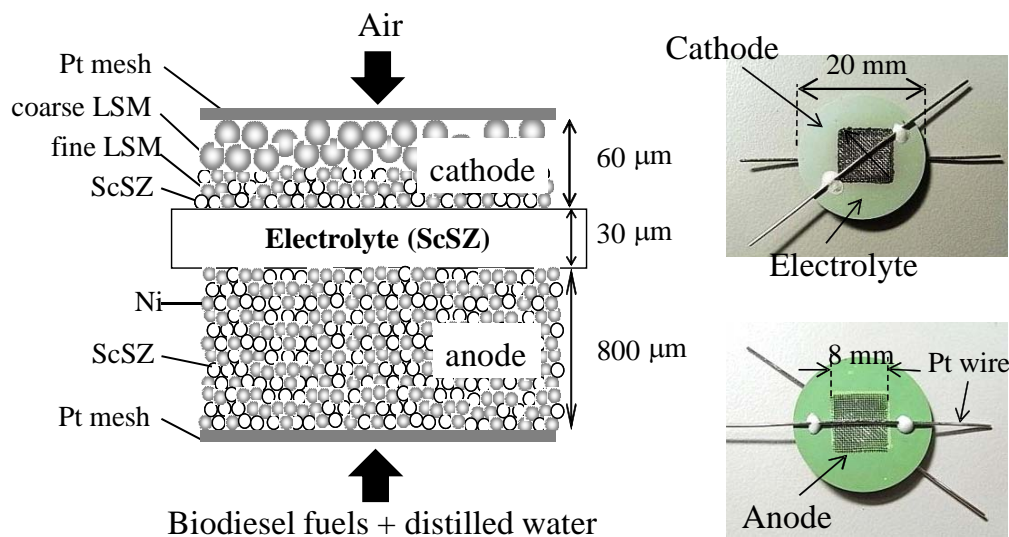 Air
Pt mesh
coarse LSM
fine LSM
ScSZ
cathode
60 μm
Electrolyte (ScSZ)
30 μm
Ni
ScSZ
anode
800 μm
Pt mesh
Biodiesel fuels + distilled water
Cathode
20 mm
Electrolyte
8 mm
Pt wire
Anode